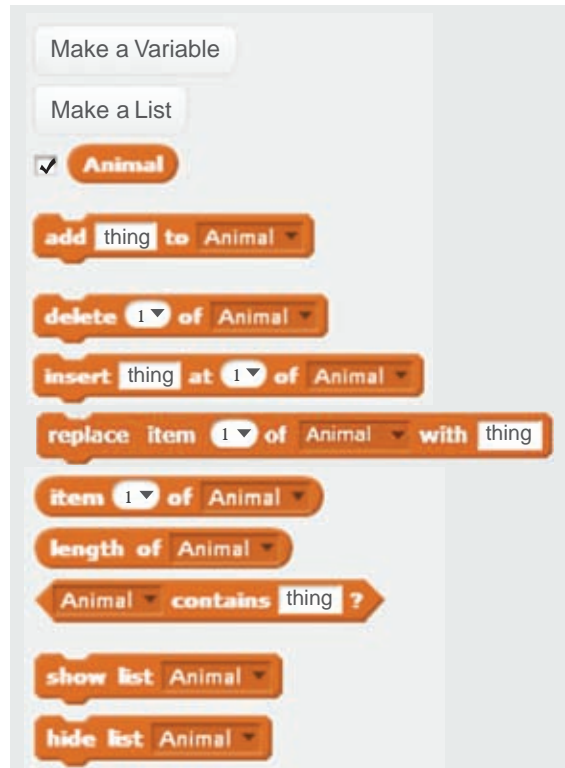 Make a Variable
Make a List
Animal
add thing to Animal
delete 1 of Animal
insert thing at 1 of Animal
replace item 1 of Animal with thing
item 1 of Animal
length of Animal
Animal contains thing ?
show list Animal
hide list Animal